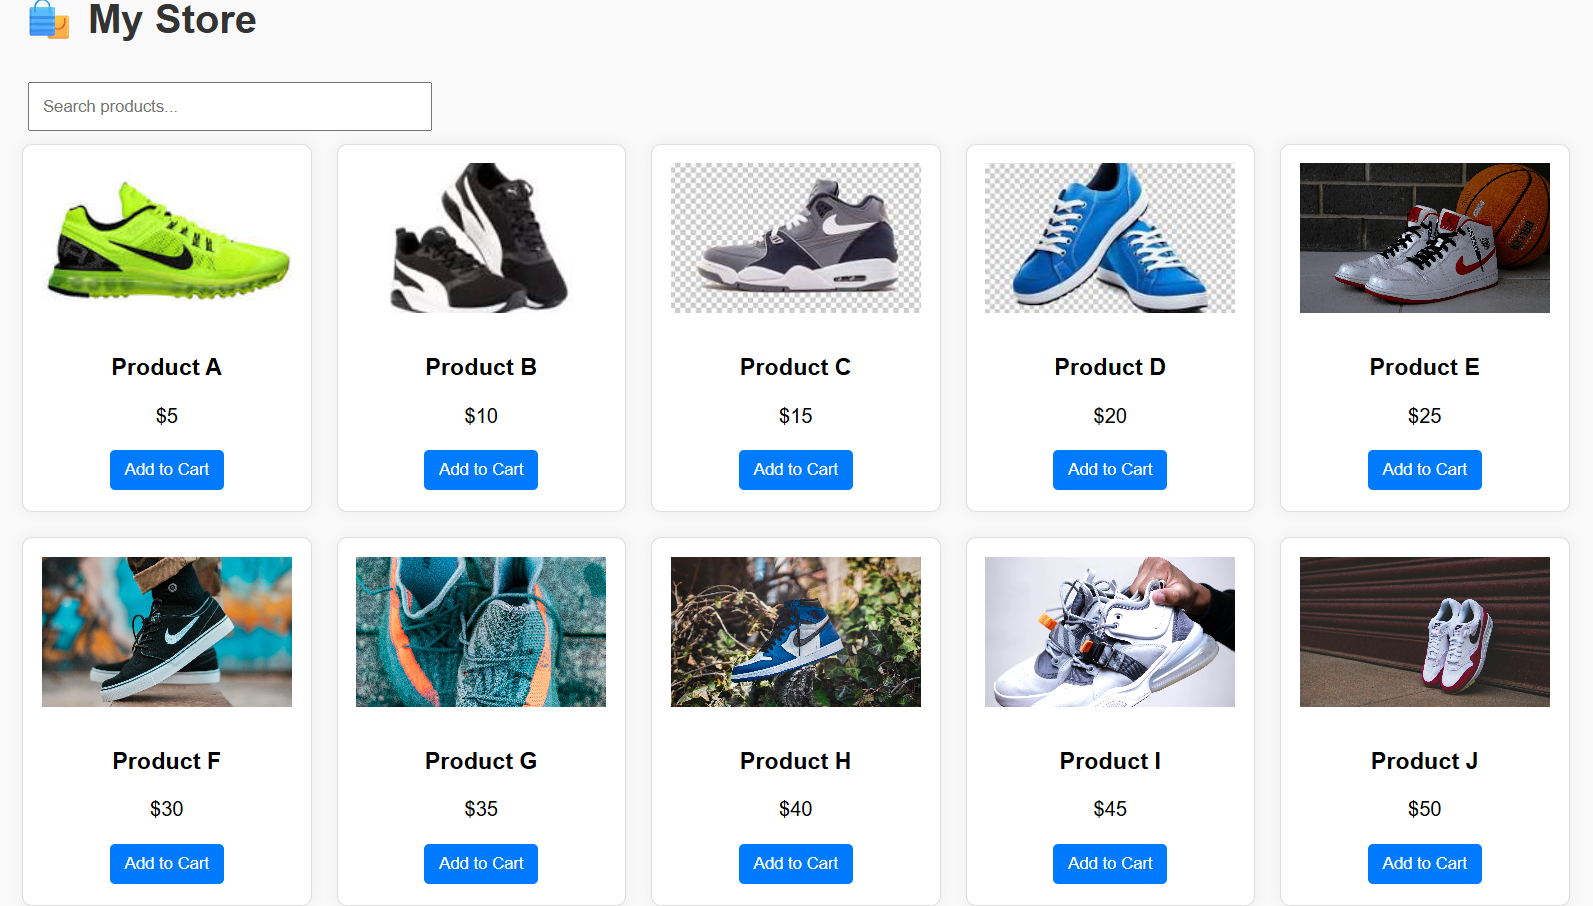 My Store
Search products...
Product A
$5
Add to Cart
Product B
$10
Add to Cart
Product C
$15
Add to Cart
Product D
$20
Add to Cart
Product E
$25
Add to Cart
Product F
$30
Add to Cart
Product G
$35
Add to Cart
Product H
$40
Add to Cart
Product I
$45
Add to Cart
Product J
$50
Add to Cart